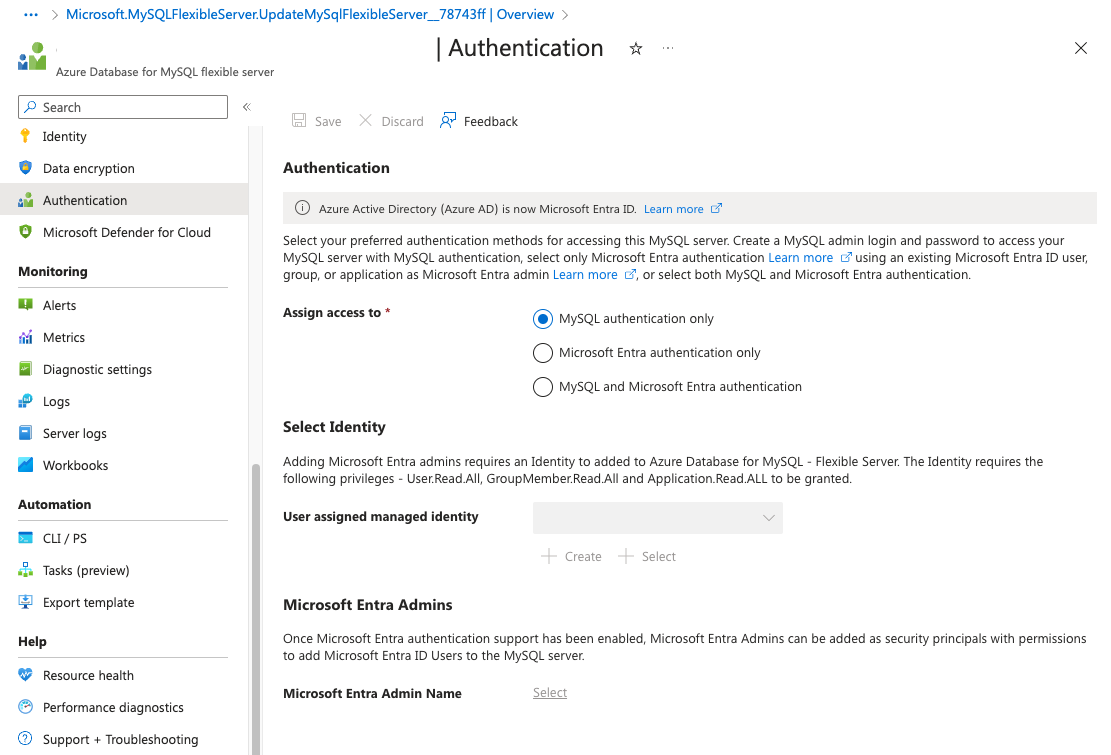 Microsoft.MySQLFlexibleServer.UpdateMySqlFlexibleServer__78743ff | Overview
| Authentication
Azure Database for MySQL flexible server
Search
Identity
Data encryption
Authentication
Microsoft Defender for Cloud
Monitoring
Alerts
Metrics
Diagnostic settings
Logs
Server logs
Workbooks
Automation
CLI / PS
Tasks (preview)
Export template
Help
Resource health
Performance diagnostics
Support + Troubleshooting
Save
Discard
Feedback
Authentication
Azure Active Directory (Azure AD) is now Microsoft Entra ID. Learn more
Select your preferred authentication methods for accessing this MySQL server. Create a MySQL admin login and password to access your
MySQL server with MySQL authentication, select only Microsoft Entra authentication Learn more using an existing Microsoft Entra ID user,
group, or application as Microsoft Entra admin Learn more , or select both MySQL and Microsoft Entra authentication.
Assign access to *
MySQL authentication only
Microsoft Entra authentication only
MySQL and Microsoft Entra authentication
Select Identity
Adding Microsoft Entra admins requires an Identity to added to Azure Database for MySQL - Flexible Server. The Identity requires the
following privileges - User.Read.All, GroupMember.Read.All and Application.Read.ALL to be granted.
User assigned managed identity
Create
Select
Microsoft Entra Admins
Once Microsoft Entra authentication support has been enabled, Microsoft Entra Admins can be added as security principals with permissions
to add Microsoft Entra ID Users to the MySQL server.
Microsoft Entra Admin Name
Select